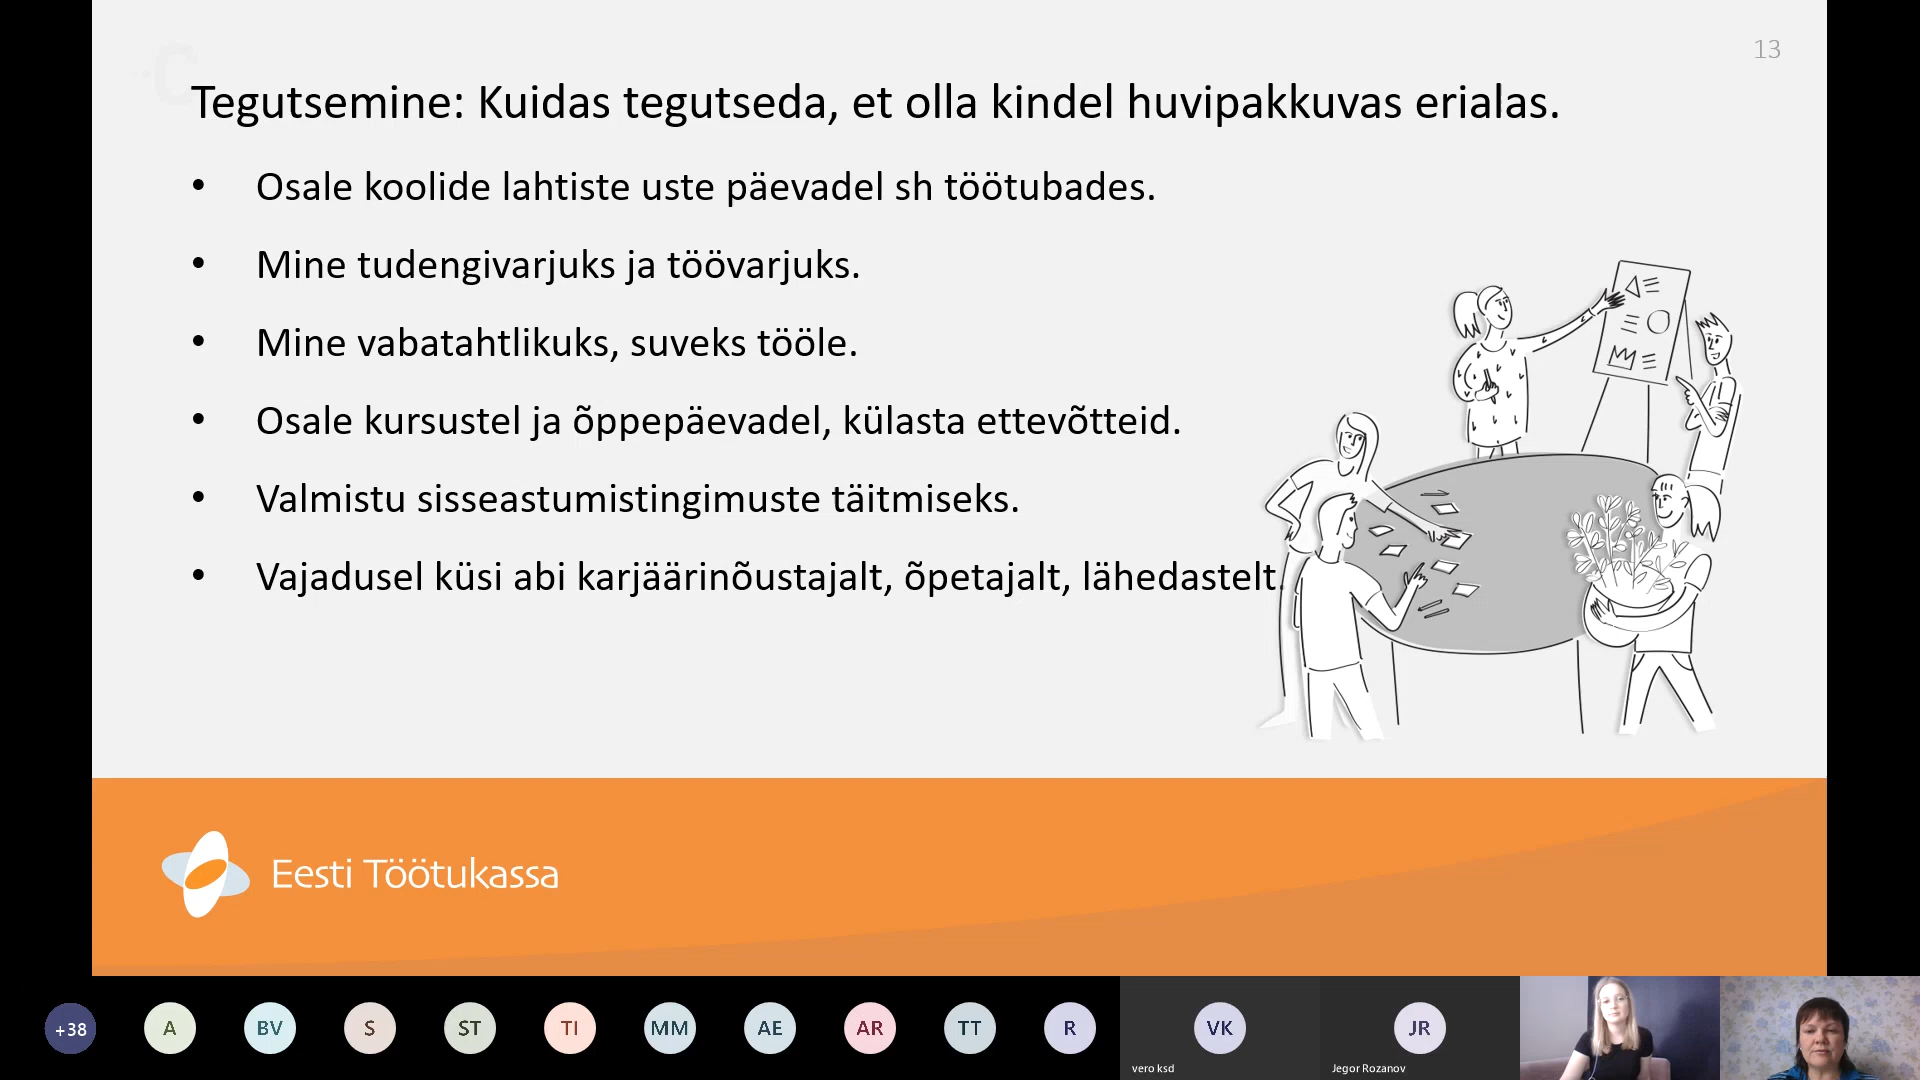 13
Tegutsemine: Kuidas tegutseda, et olla kindel huvipakkuvas erialas.
• Osale koolide lahtiste uste päevadel sh töötubades.
• Mine tudengivarjuks ja töövarjuks.
• Mine vabatahtlikuks, suveks tööle.
• Osale kursustel ja õppepäevadel, külasta ettevõtteid.
• Valmistu sisseastumistingimuste täitmiseks.
• Vajadusel küsi abi karjäärinõustajalt, õpetajalt, lähedastelt.
Eesti Töötukassa
+38 A BV S ST TI MM AE AR TT R VK JR
vero ksd Jegor Rozanov